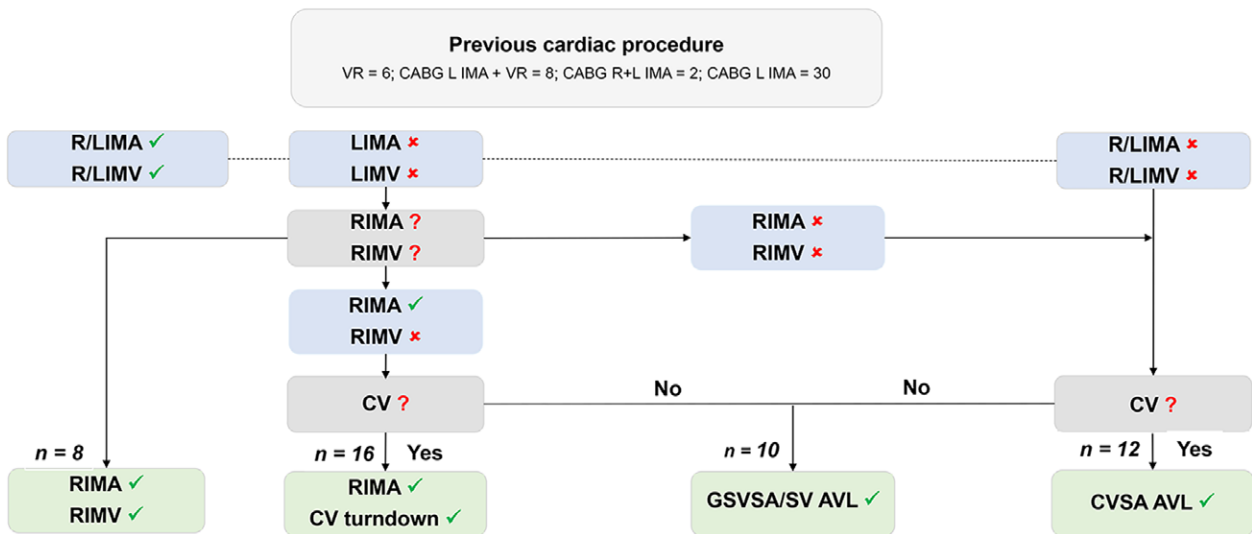 Previous cardiac procedure
VR = 6; CABG L IMA + VR = 8; CABG R+L IMA = 2; CABG L IMA = 30
R/LIMA ✓
R/LIMV ✓
LIMA ✘
LIMV ✘
R/LIMA ✘
R/LIMV ✘
RIMA ?
RIMV ?
RIMA ✘
RIMV ✘
RIMA ✓
RIMV ✘
CV ?
No
No
CV ?
n = 8
n = 16 Yes
n = 10
n = 12 Yes
RIMA ✓
RIMV ✓
RIMA ✓
CV turndown ✓
GSVSA/SV AVL ✓
CVSA AVL ✓